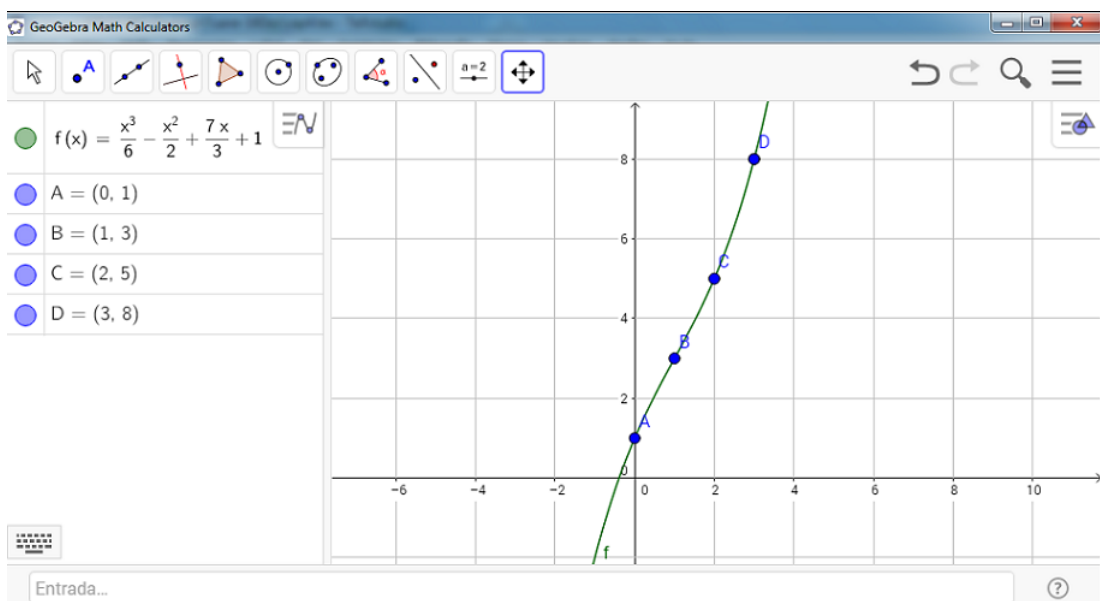 GeoGebra Math Calculators
A
α
a=2
f(x) = x³/6 − x²/2 + 7x/3 + 1
A = (0, 1)
B = (1, 3)
C = (2, 5)
D = (3, 8)
D
8
6
C
4
B
2
A
0
−6 −4 −2 0 2 4 6 8 10
f
Entrada...
?